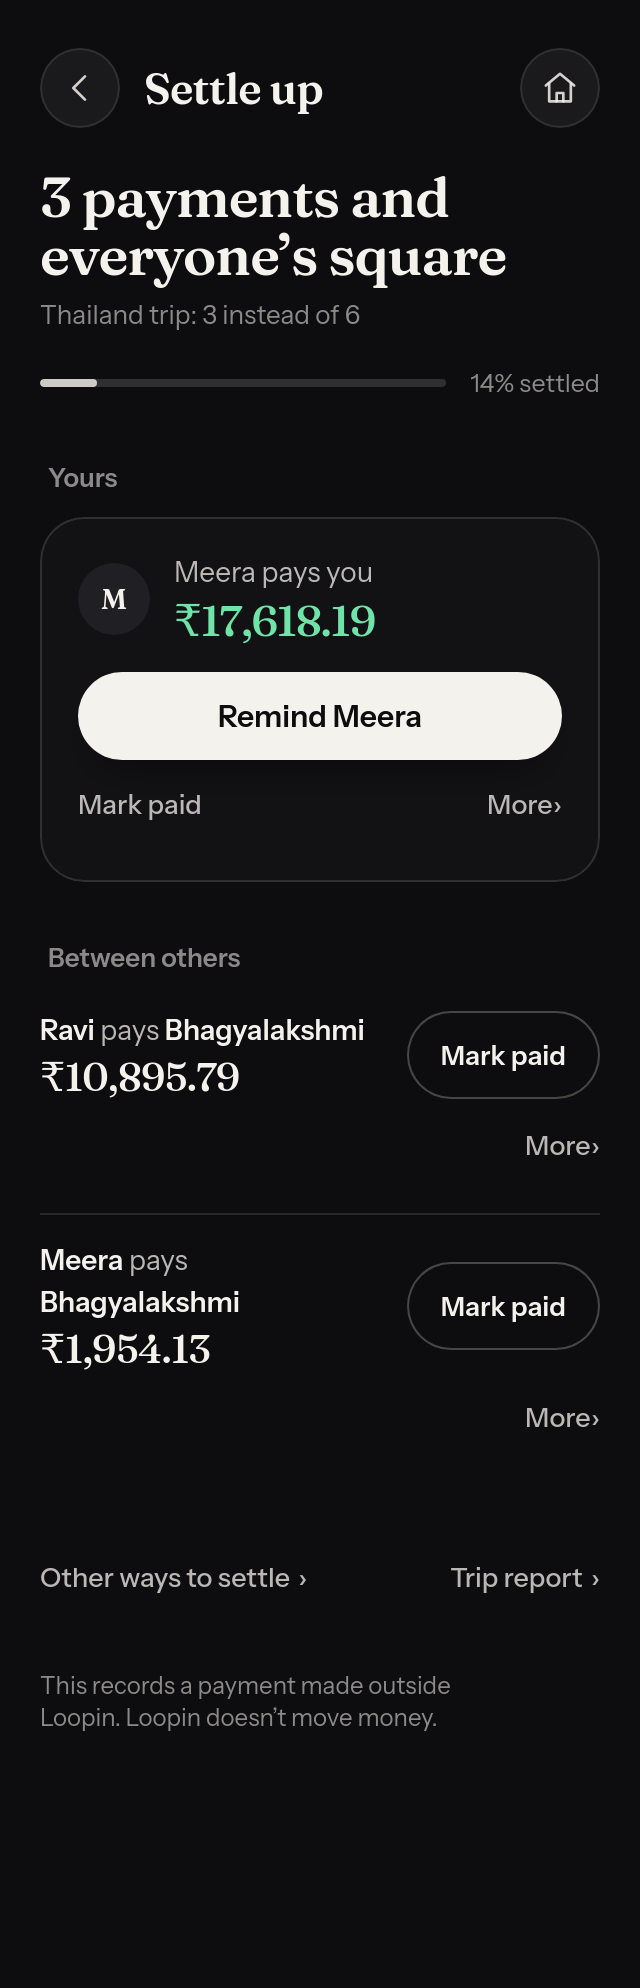 Settle up
3 payments and
everyone’s square
Thailand trip: 3 instead of 6
14% settled
Yours
M
Meera pays you
₹17,618.19
Remind Meera
Mark paid
More›
Between others
Ravi pays Bhagyalakshmi
₹10,895.79
Mark paid
More›
Meera pays
Bhagyalakshmi
₹1,954.13
Mark paid
More›
Other ways to settle ›
Trip report ›
This records a payment made outside
Loopin. Loopin doesn’t move money.